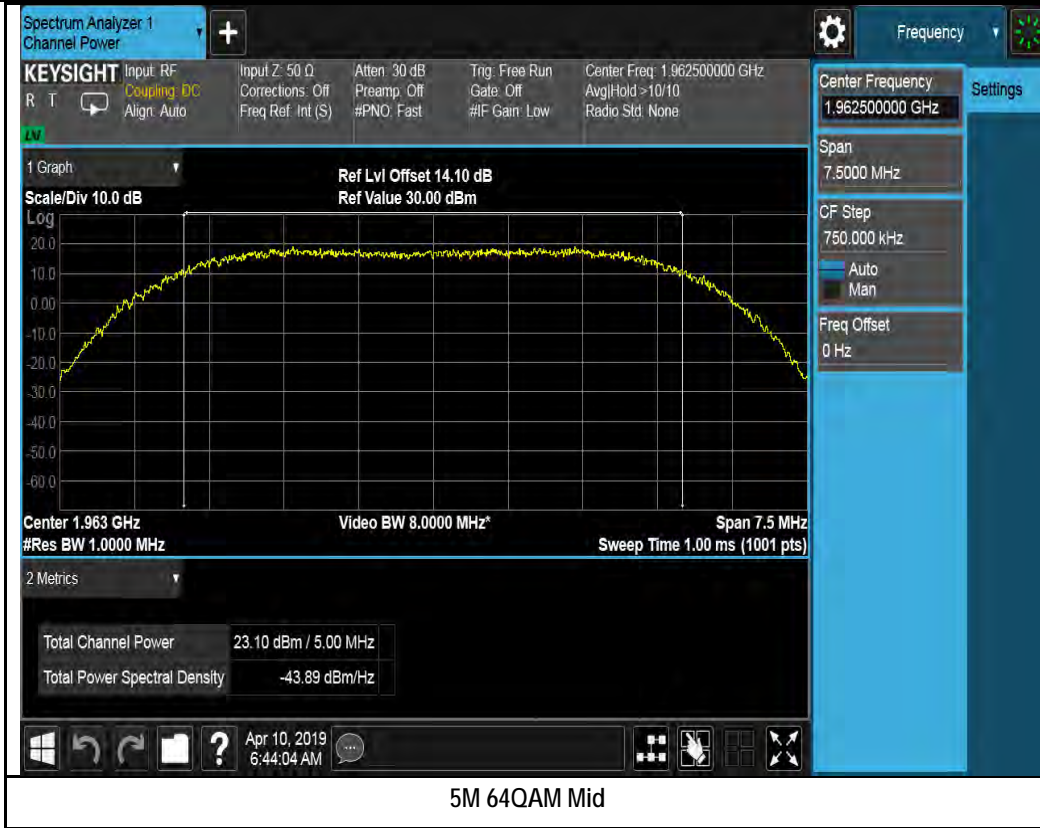 Spectrum Analyzer 1
Channel Power
+
Frequency
KEYSIGHT
R T
LV
Input: RF
Coupling: DC
Align: Auto
Input Z: 50 Ω
Corrections: Off
Freq Ref: Int (S)
Atten: 30 dB
Preamp: Off
#PNO: Fast
Trig: Free Run
Gate: Off
#IF Gain: Low
Center Freq: 1.962500000 GHz
Avg|Hold >10/10
Radio Std: None
Center Frequency
1.962500000 GHz
Settings
Span
7.5000 MHz
CF Step
750.000 kHz
Auto
Man
Freq Offset
0 Hz
1 Graph
Scale/Div 10.0 dB
Ref Lvl Offset 14.10 dB
Ref Value 30.00 dBm
Log
20.0
10.0
0.00
-10.0
-20.0
-30.0
-40.0
-50.0
-60.0
Center 1.963 GHz
#Res BW 1.0000 MHz
Video BW 8.0000 MHz*
Span 7.5 MHz
Sweep Time 1.00 ms (1001 pts)
2 Metrics
Total Channel Power 23.10 dBm / 5.00 MHz
Total Power Spectral Density -43.89 dBm/Hz
?
Apr 10, 2019
6:44:04 AM
5M 64QAM Mid